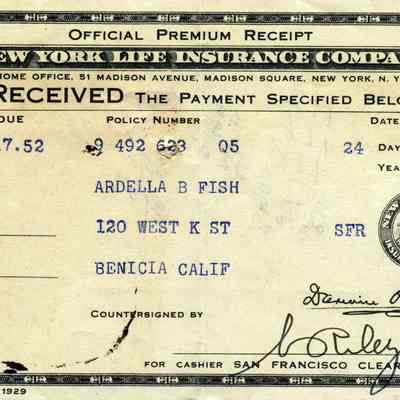 OFFICIAL PREMIUM RECEIPT
NEW YORK LIFE INSURANCE COMPA
HOME OFFICE, 51 MADISON AVENUE, MADISON SQUARE, NEW YORK, N. Y
RECEIVED THE PAYMENT SPECIFIED BELO
DUE POLICY NUMBER DATE
7.52 9 492 623 05 24 DAY
YEA
ARDELLA B FISH
120 WEST K ST SFR
BENICIA CALIF
COUNTERSIGNED BY
FOR CASHIER SAN FRANCISCO CLEAR
1929